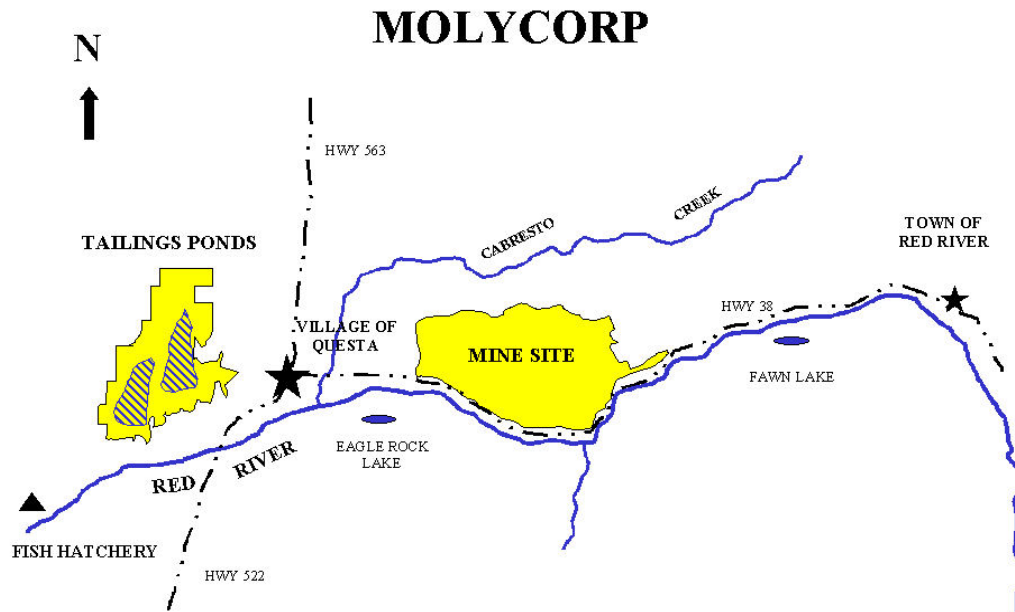 MOLYCORP
N
HWY 563
CABRESTO CREEK
TOWN OF
RED RIVER
TAILINGS PONDS
HWY 38
VILLAGE OF
QUESTA
MINE SITE
FAWN LAKE
EAGLE ROCK
LAKE
RED RIVER
FISH HATCHERY
HWY 522